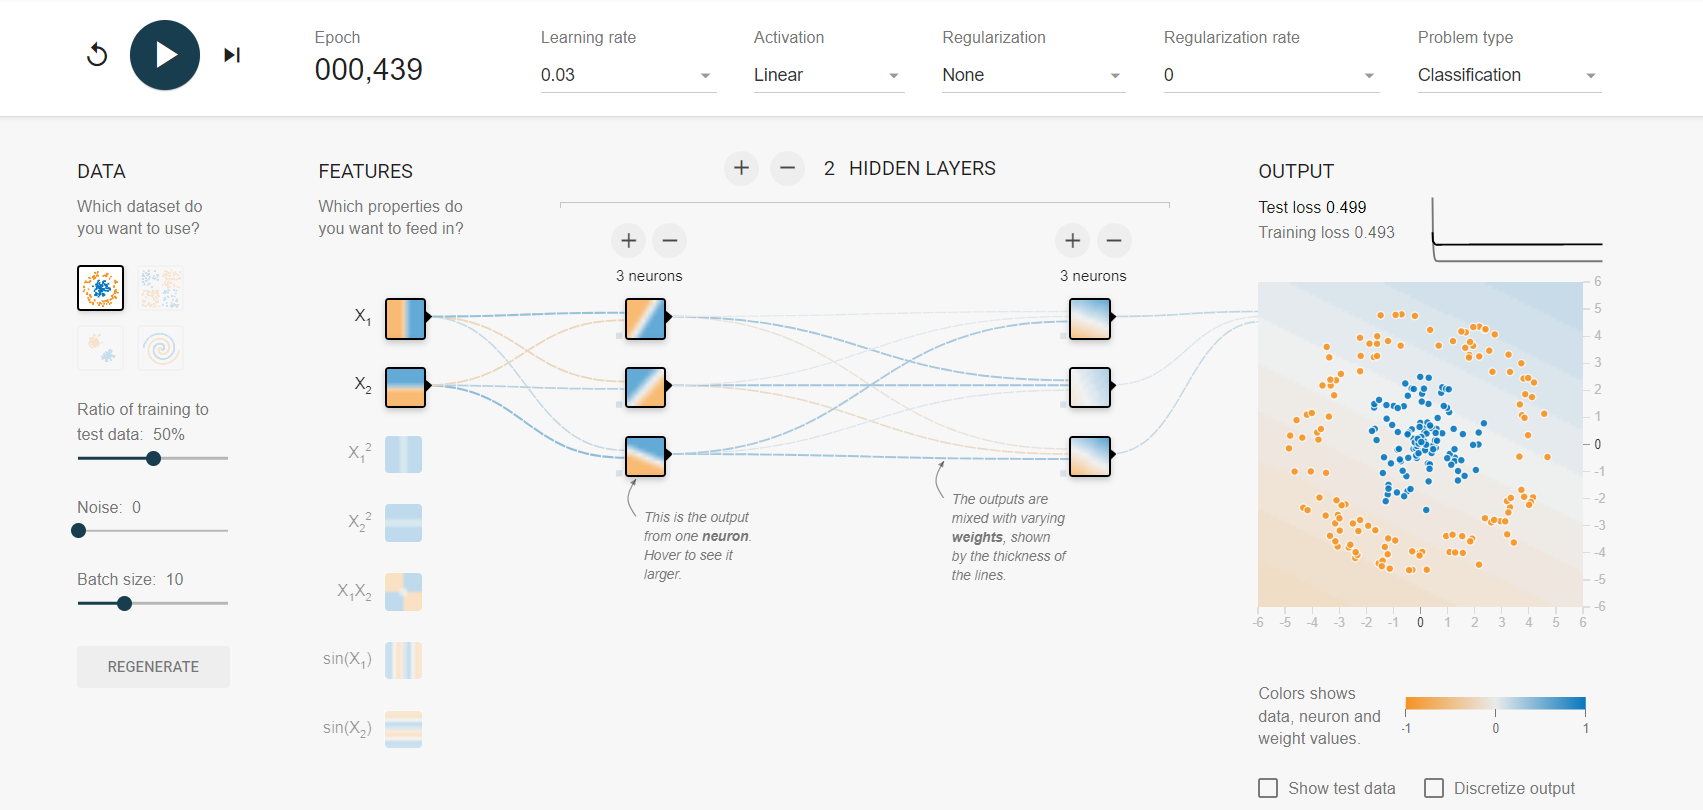 Epoch
000,439
Learning rate
0.03
Activation
Linear
Regularization
None
Regularization rate
0
Problem type
Classification
DATA
Which dataset do
you want to use?
Ratio of training to
test data: 50%
Noise: 0
Batch size: 10
REGENERATE
FEATURES
Which properties do
you want to feed in?
X1
X2
X1²
X2²
X1X2
sin(X1)
sin(X2)
+ − 2 HIDDEN LAYERS
+ −
3 neurons
+ −
3 neurons
This is the output
from one neuron.
Hover to see it
larger.
The outputs are
mixed with varying
weights, shown
by the thickness of
the lines.
OUTPUT
Test loss 0.499
Training loss 0.493
6
5
4
3
2
1
0
-1
-2
-3
-4
-5
-6
-6 -5 -4 -3 -2 -1 0 1 2 3 4 5 6
Colors shows
data, neuron and
weight values.
-1 0 1
Show test data
Discretize output